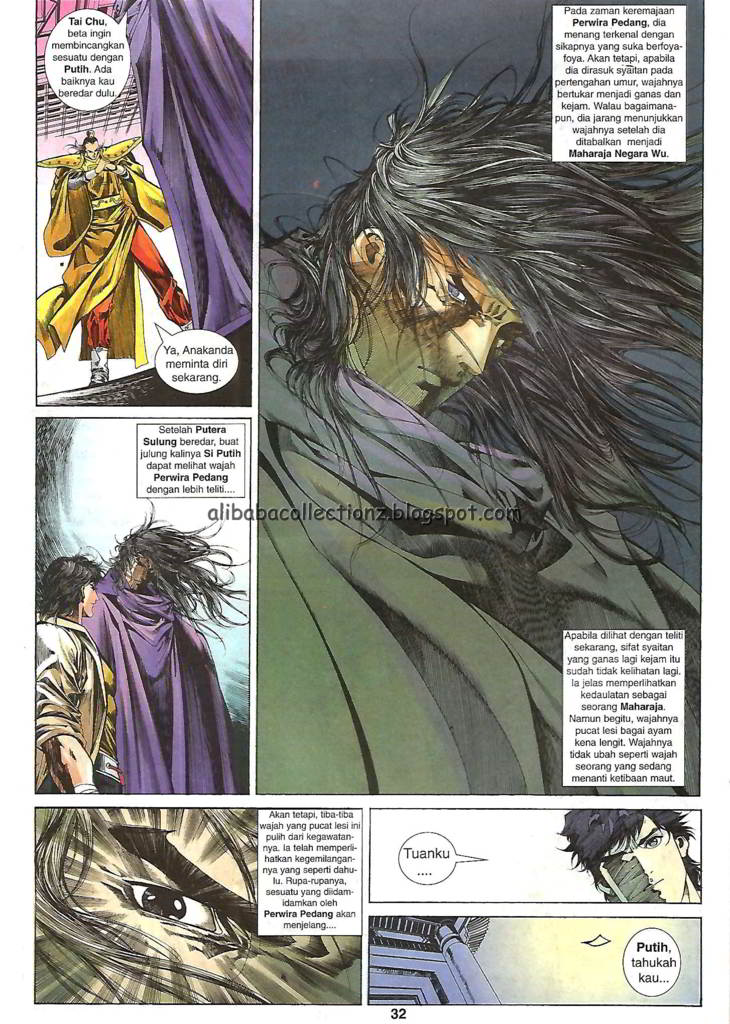 Tai Chu,
beta ingin
membincangkan
sesuatu dengan
Putih. Ada
baiknya kau
beredar dulu.
Ya, Anakanda
meminta diri
sekarang.
Pada zaman keremajaan
Perwira Pedang, dia
menang terkenal dengan
sikapnya yang suka berfoya-
foya. Akan tetapi, apabila
dia dirasuk syaitan pada
pertengahan umur, wajahnya
bertukar menjadi ganas dan
kejam. Walau bagaimana-
pun, dia jarang menunjukkan
wajahnya setelah dia
ditabalkan menjadi
Maharaja Negara Wu.
Setelah Putera
Sulung beredar, buat
julung kalinya Si Putih
dapat melihat wajah
Perwira Pedang
dengan lebih teliti....
alibabacollectionz.blogspot.com
Apabila dilihat dengan teliti
sekarang, sifat syaitan
yang ganas lagi kejam itu
sudah tidak kelihatan lagi.
Ia jelas memperlihatkan
kedaulatan sebagai
seorang Maharaja.
Namun begitu, wajahnya
pucat lesi bagai ayam
kena lengit. Wajahnya
tidak ubah seperti wajah
seorang yang sedang
menanti ketibaan maut.
Akan tetapi, tiba-tiba
wajah yang pucat lesi ini
pulih dari kegawatan-
nya. Ia telah memperli-
hatkan kegemilangan-
nya yang seperti dahu-
lu. Rupa-rupanya,
sesuatu yang diidam-
idamkan oleh
Perwira Pedang akan
menjelang....
Tuanku
....
Putih,
tahukah
kau...
32